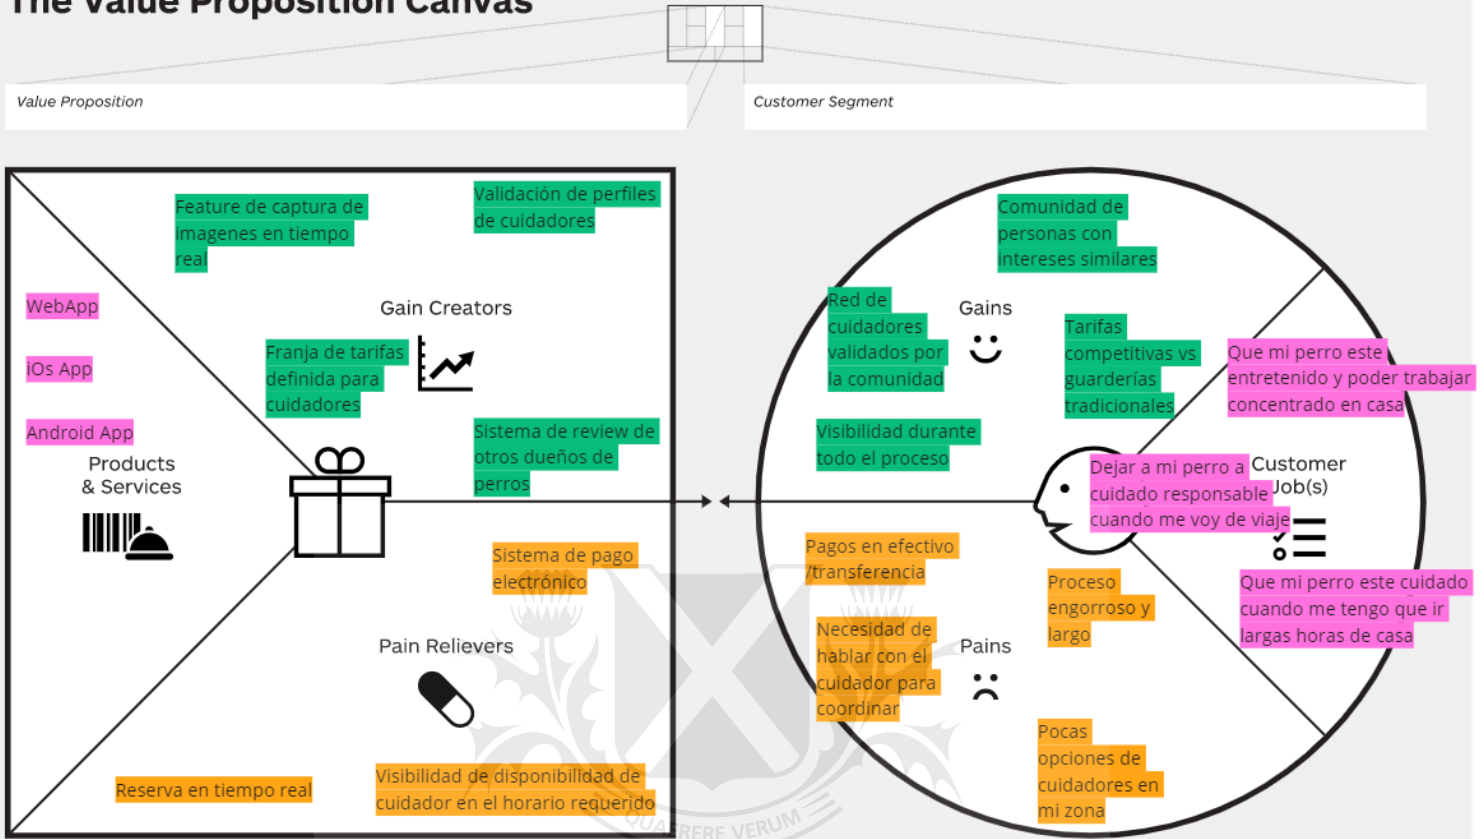 The Value Proposition Canvas
Value Proposition
Customer Segment
Feature de captura de
imagenes en tiempo
real
Validación de perfiles
de cuidadores
WebApp
iOs App
Android App
Products
& Services
Gain Creators
Franja de tarifas
definida para
cuidadores
Sistema de review de
otros dueños de
perros
Sistema de pago
electrónico
Pain Relievers
Reserva en tiempo real
Visibilidad de disponibilidad de
cuidador en el horario requerido
Comunidad de
personas con
intereses similares
Red de
cuidadores
validados por
la comunidad
Gains
Tarifas
competitivas vs
guarderías
tradicionales
Visibilidad durante
todo el proceso
Que mi perro este
entretenido y poder trabajar
concentrado en casa
Dejar a mi perro a
cuidado responsable
cuando me voy de viaje
Customer
Job(s)
Que mi perro este cuidado
cuando me tengo que ir
largas horas de casa
Pagos en efectivo
/transferencia
Proceso
engorroso y
largo
Necesidad de
hablar con el
cuidador para
coordinar
Pains
Pocas
opciones de
cuidadores en
mi zona
QUAERERE VERUM